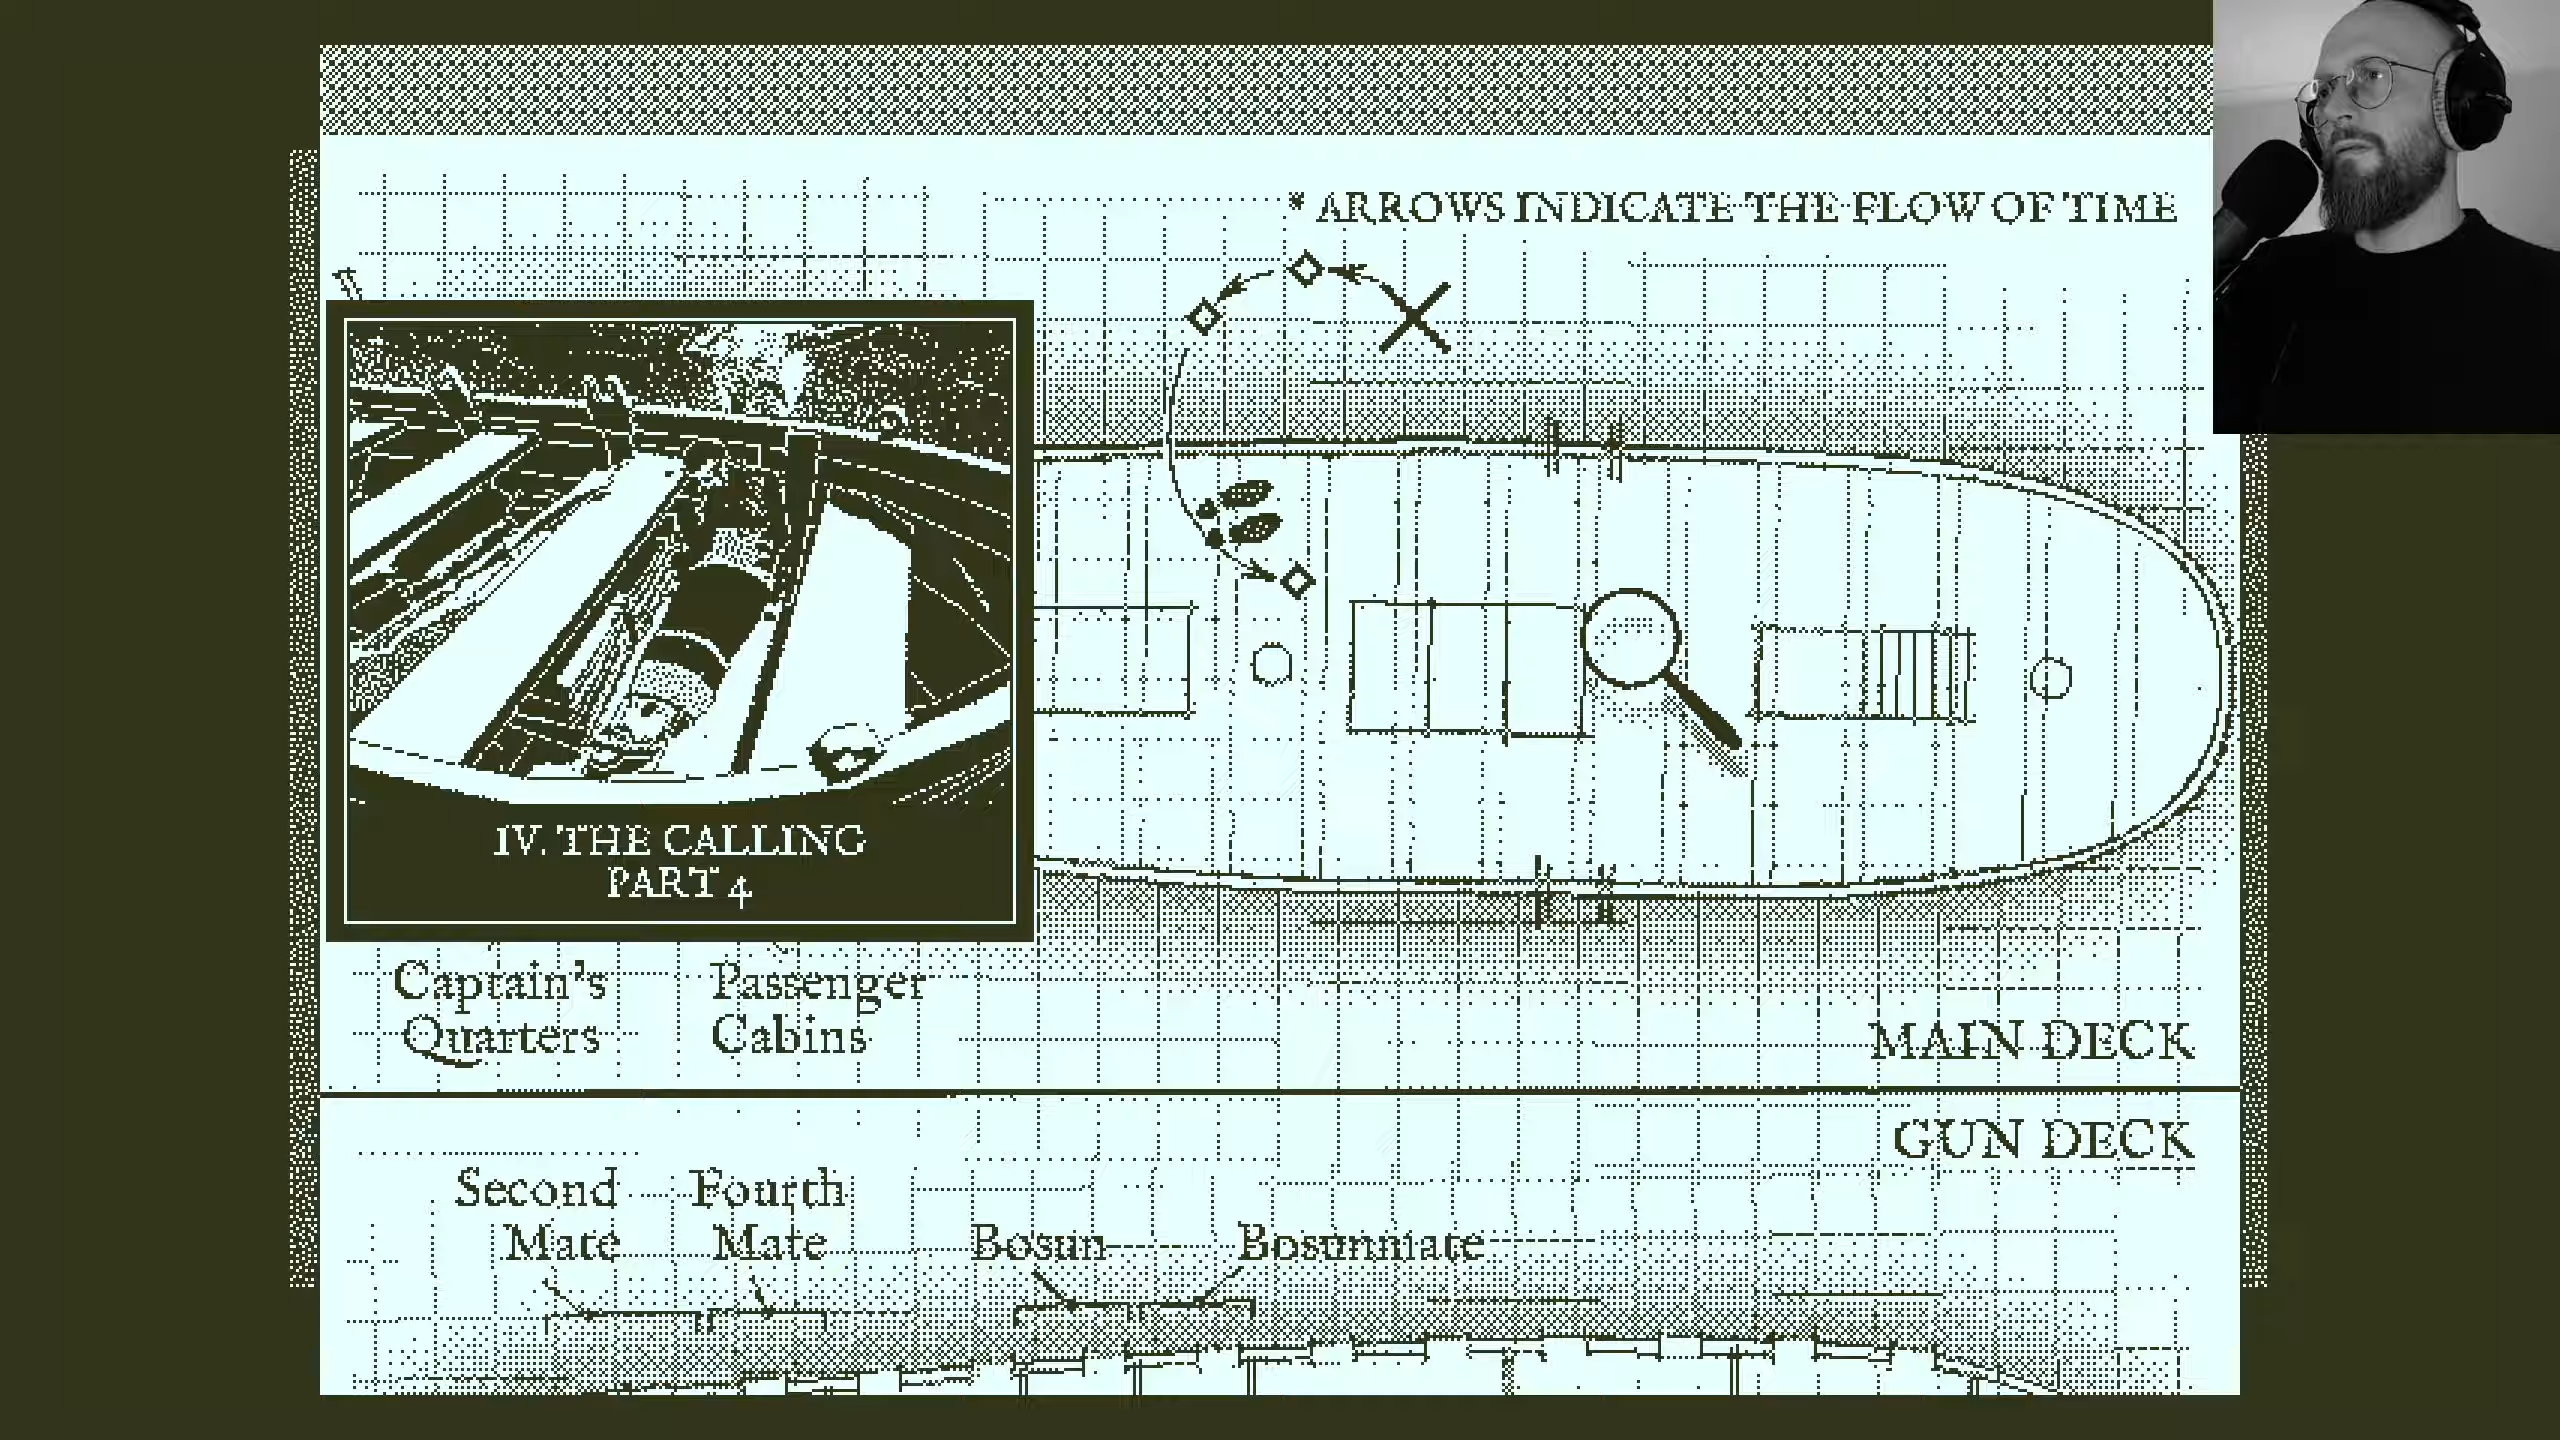 * ARROWS INDICATE THE FLOW OF TIME
IV. THE CALLING
PART 4
Captain's
Quarters
Passenger
Cabins
MAIN DECK
GUN DECK
Second
Mate
Fourth
Mate
Bosun
Bosunmate